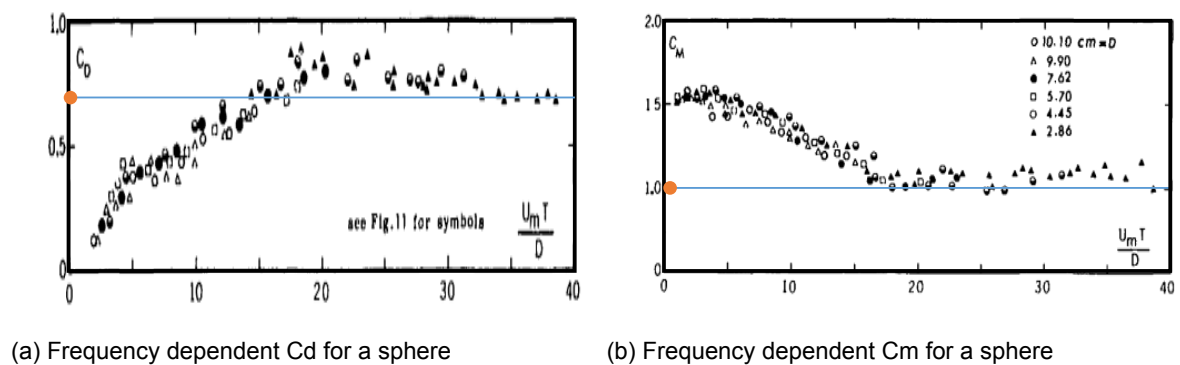 1.0
C_D
0.5
0
see Fig.11 for symbols
U_m T
D
0 10 20 30 40
(a) Frequency dependent Cd for a sphere
2.0
C_M
1.5
1.0
0
O 10.10 cm = D
△ 9.90
● 7.62
□ 5.70
O 4.45
▲ 2.86
U_m T
D
0 10 20 30 40
(b) Frequency dependent Cm for a sphere